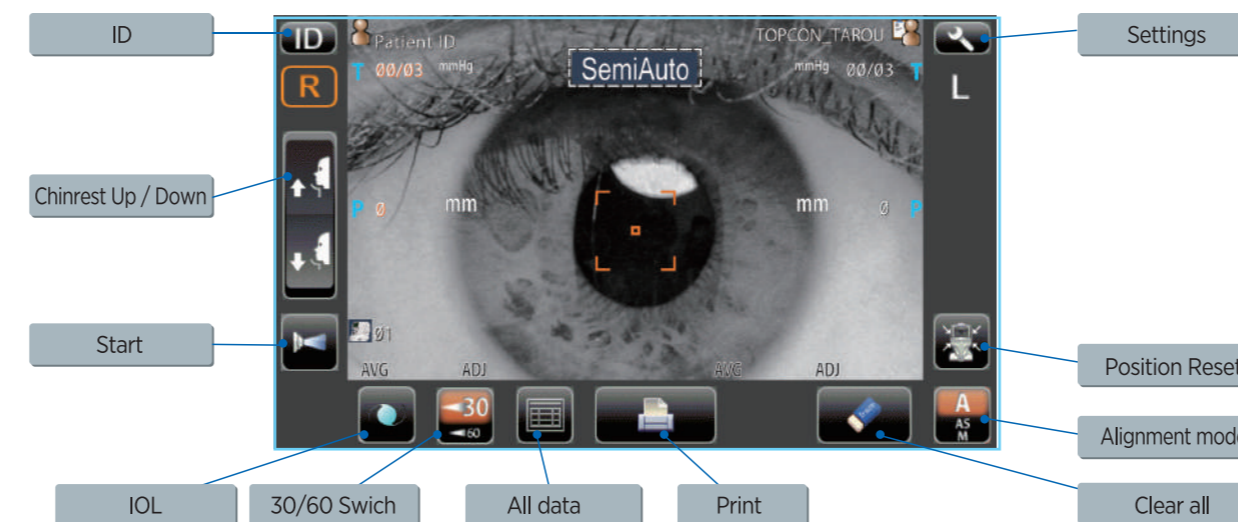 ID
ID
Patient ID
TOPCON_TAROU
Settings
R
T 00/03 mmHg
SemiAuto
mmHg 00/03 T
L
Chinrest Up / Down
P 0 mm
mm 0 P
Start
01
AVG ADJ
AVG ADJ
Position Reset
30
60
A
AS
M
Alignment mode
IOL
30/60 Swich
All data
Print
Clear all